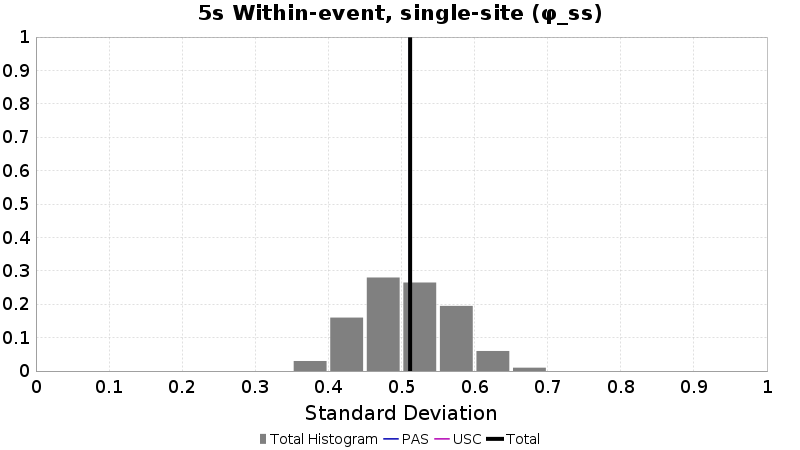 5s Within-event, single-site (φ_ss)
1
0.9
0.8
0.7
0.6
0.5
0.4
0.3
0.2
0.1
0
0 0.1 0.2 0.3 0.4 0.5 0.6 0.7 0.8 0.9 1
Standard Deviation
Total Histogram PAS USC Total